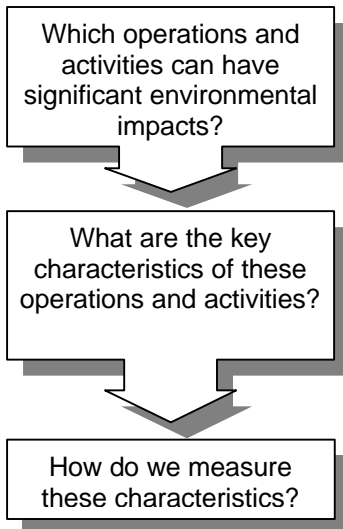 Which operations and
activities can have
significant environmental
impacts?
What are the key
characteristics of these
operations and activities?
How do we measure
these characteristics?